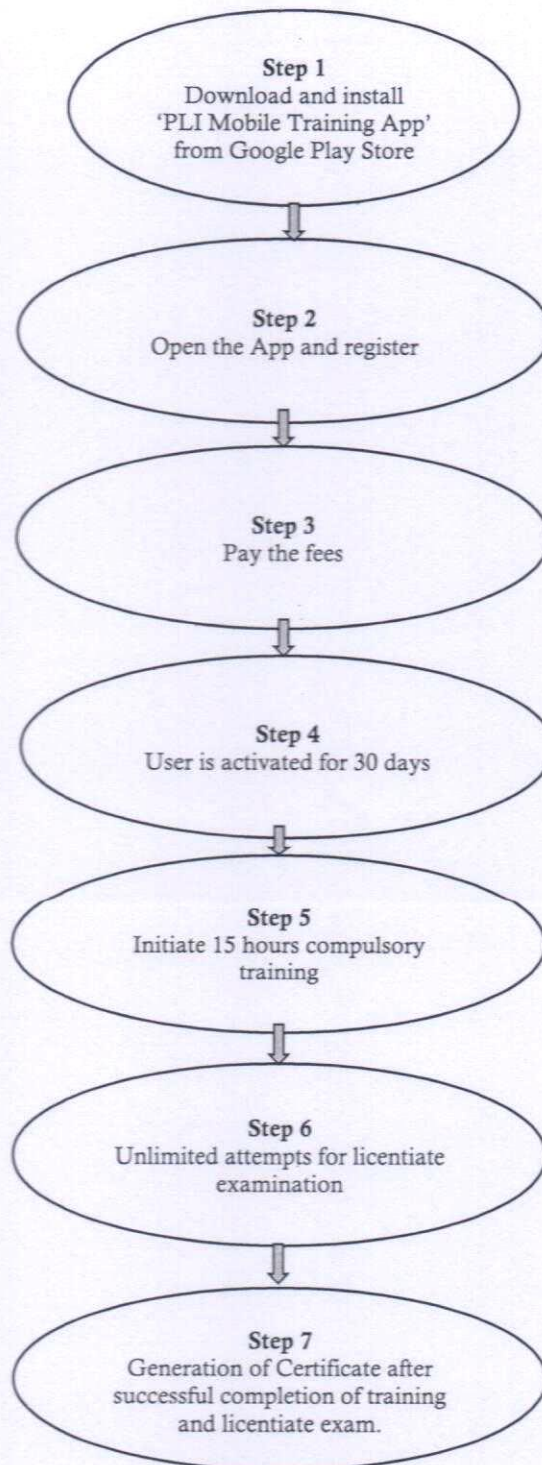 Step 1
Download and install
‘PLI Mobile Training App’
from Google Play Store
Step 2
Open the App and register
Step 3
Pay the fees
Step 4
User is activated for 30 days
Step 5
Initiate 15 hours compulsory
training
Step 6
Unlimited attempts for licentiate
examination
Step 7
Generation of Certificate after
successful completion of training
and licentiate exam.